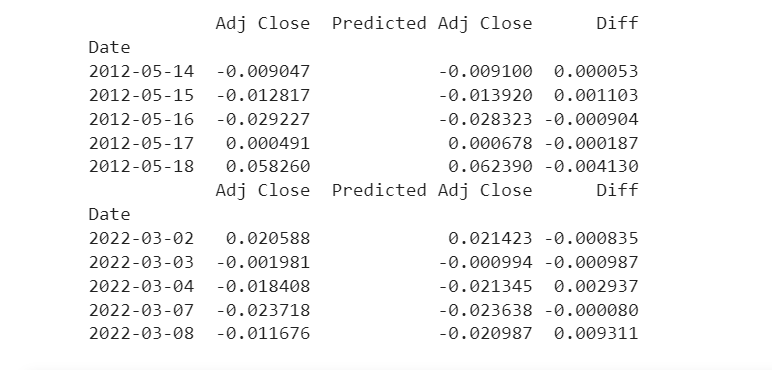 Adj Close Predicted Adj Close Diff
Date
2012-05-14 -0.009047 -0.009100 0.000053
2012-05-15 -0.012817 -0.013920 0.001103
2012-05-16 -0.029227 -0.028323 -0.000904
2012-05-17 0.000491 0.000678 -0.000187
2012-05-18 0.058260 0.062390 -0.004130
Adj Close Predicted Adj Close Diff
Date
2022-03-02 0.020588 0.021423 -0.000835
2022-03-03 -0.001981 -0.000994 -0.000987
2022-03-04 -0.018408 -0.021345 0.002937
2022-03-07 -0.023718 -0.023638 -0.000080
2022-03-08 -0.011676 -0.020987 0.009311